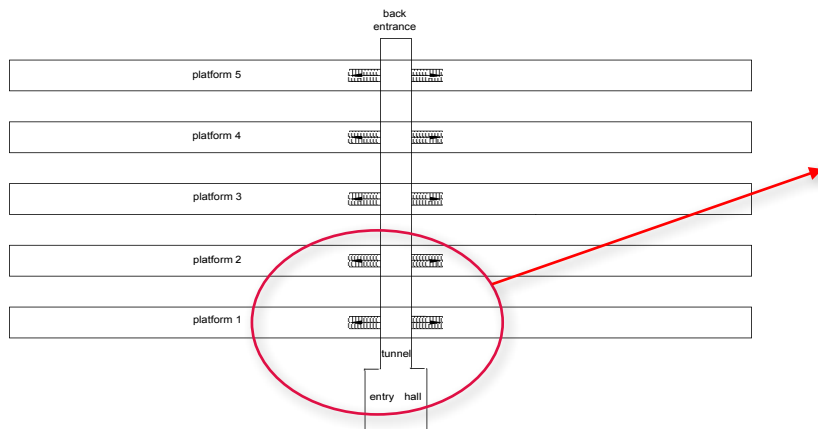 back
entrance
platform 5
platform 4
platform 3
platform 2
platform 1
tunnel
entry hall